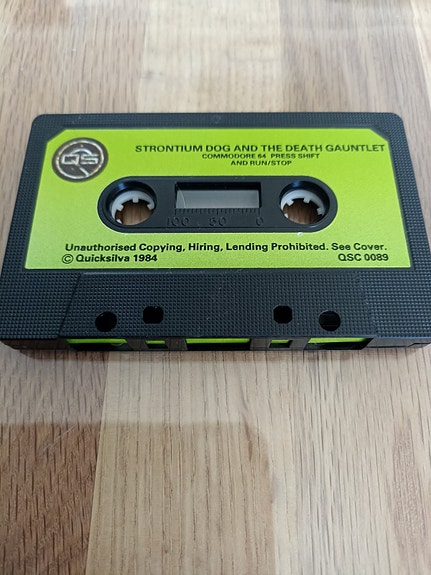 QS
STRONTIUM DOG AND THE DEATH GAUNTLET
COMMODORE 64 PRESS SHIFT
AND RUN/STOP
100 50 0
Unauthorised Copying, Hiring, Lending Prohibited. See Cover.
© Quicksilva 1984 QSC 0089